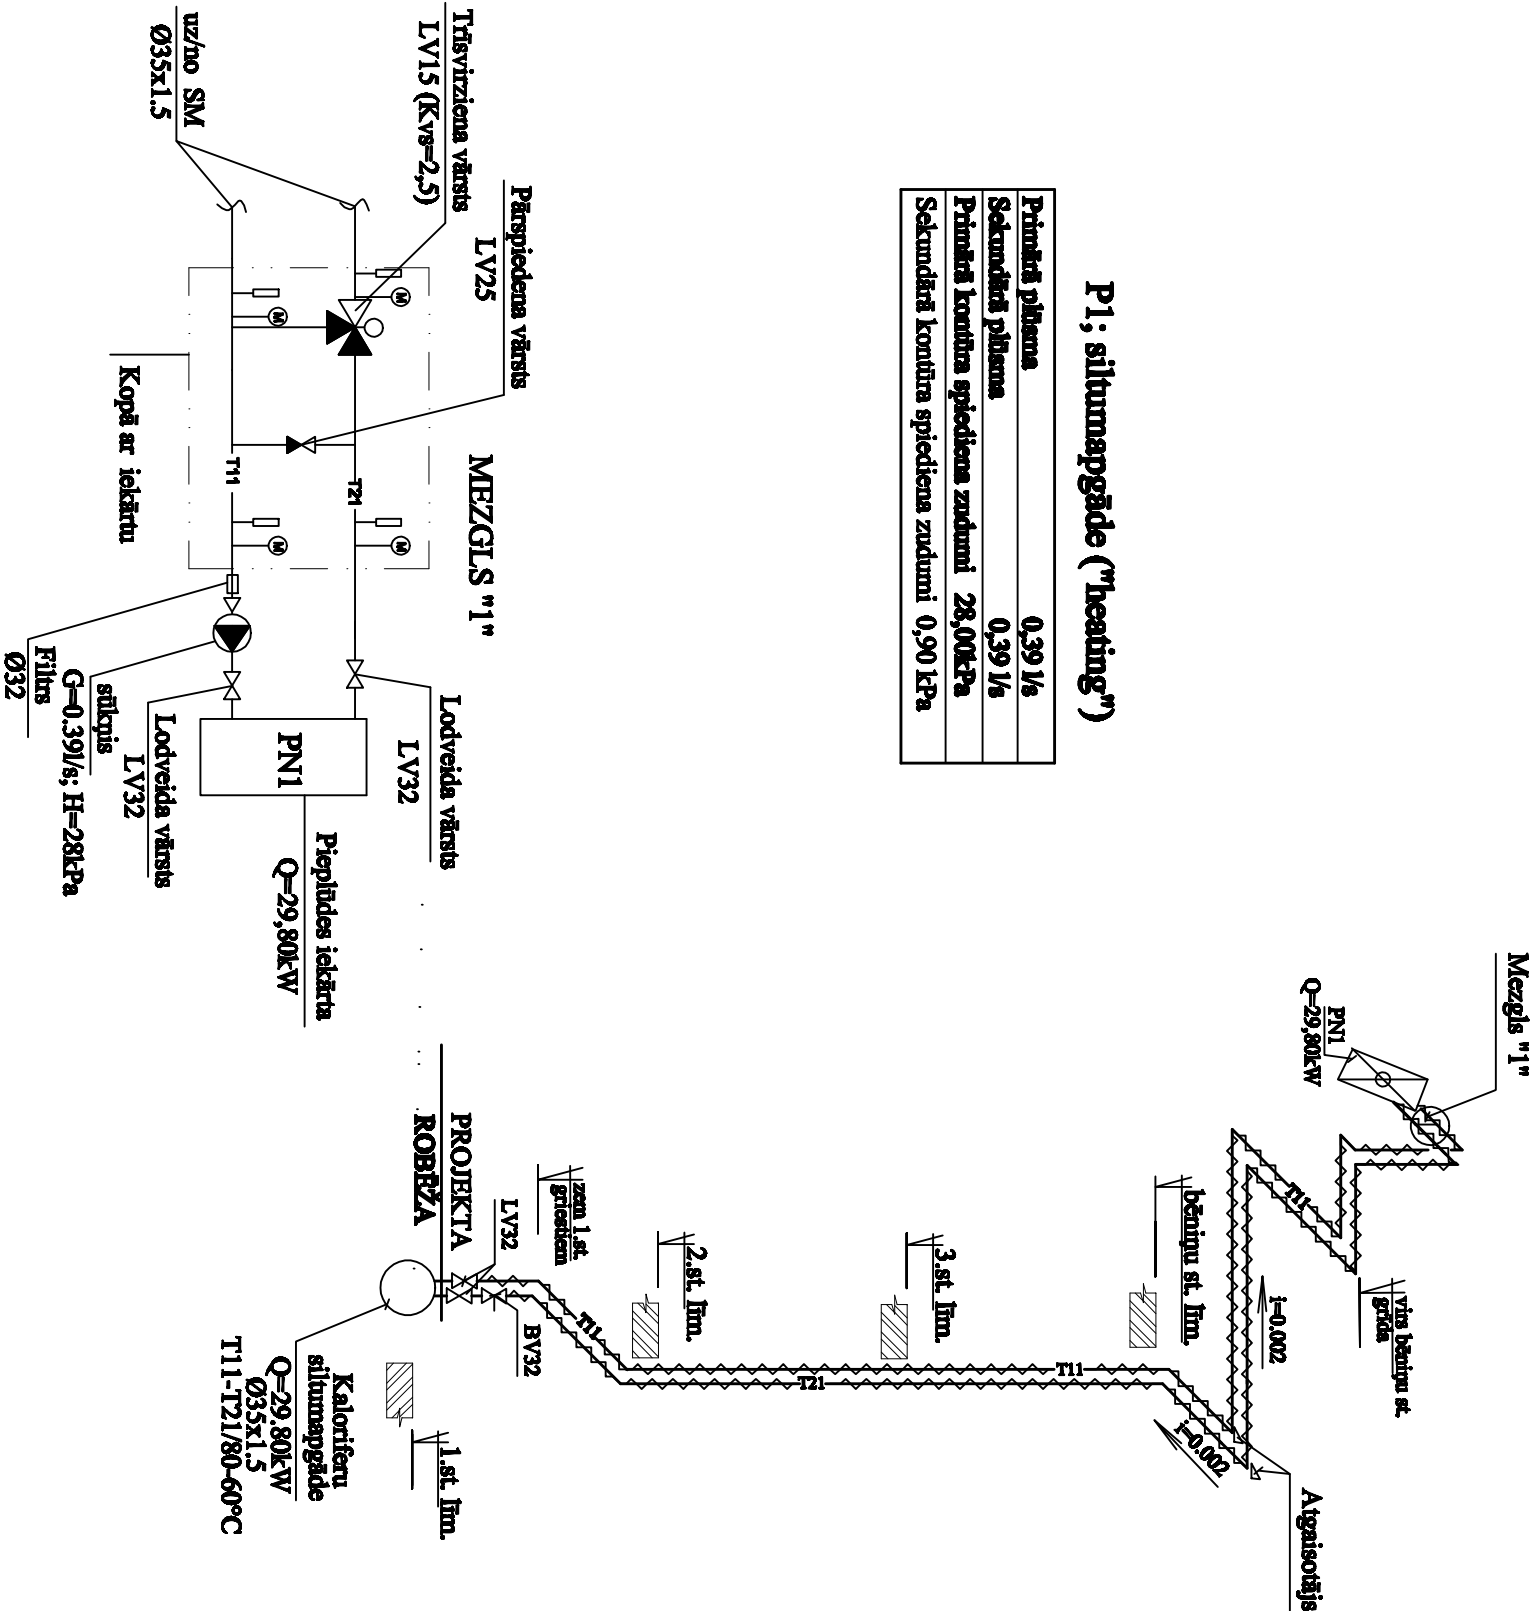 P1; siltumapgāde ("heating")
Primārā plūsma 0,39 l/s
Sekundārā plūsma 0,39 l/s
Primārā kontūra spiediena zudumi 28,00kPa
Sekundārā kontūra spiediena zudumi 0,90 kPa
Trīsvirziena vārsts
LV15 (Kvs=2,5)
uz/no SM
Ø35x1.5
Pārspiedena vārsts
LV25
MEZGLS "1"
M
M
M
M
T21
T11
Kopā ar iekārtu
Lodveida vārsts
LV32
PN1
Pieplūdes iekārta
Q=29,80kW
Lodveida vārsts
LV32
sūknis
G=0.39l/s; H=28kPa
Filtrs
Ø32
Mezgls "1"
PN1
Q=29,80kW
T11
virs bēniņu st.
grīda
i=0.002
bēniņu st. līm.
Atgaisotājs
i=0.002
T11
T21
3.st. līm.
2.st. līm.
T11
zem 1.st.
griestiem
LV32
BV32
PROJEKTA
ROBEŽA
1.st. līm.
Kaloriferu
siltumapgāde
Q=29.80kW
Ø35x1.5
T11-T21/80-60°C